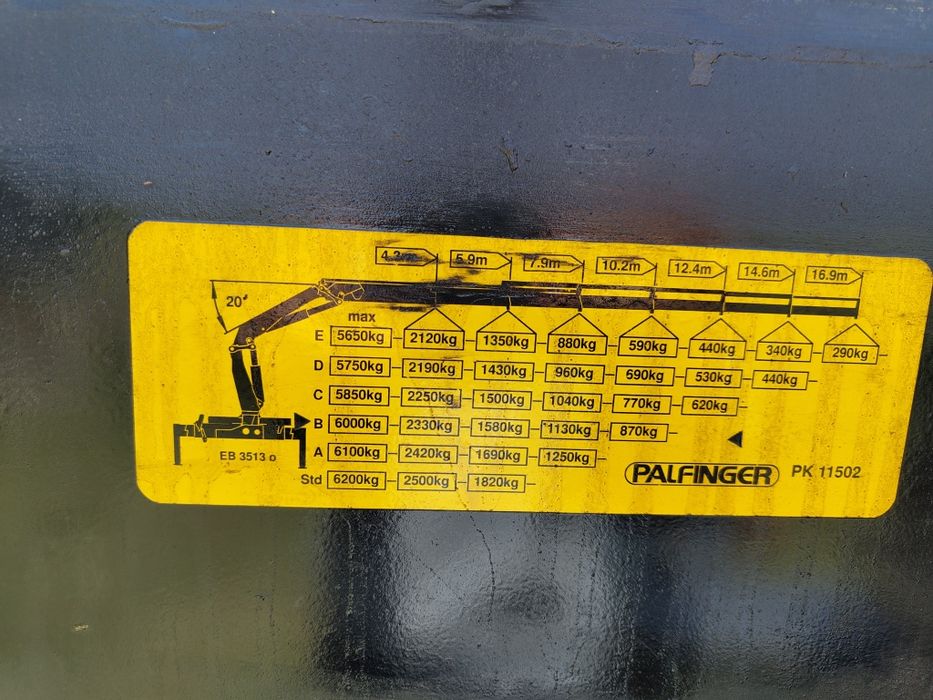 4.3m 5.9m 7.9m 10.2m 12.4m 14.6m 16.9m
20°
max
E 5650kg 2120kg 1350kg 880kg 590kg 440kg 340kg 290kg
D 5750kg 2190kg 1430kg 960kg 690kg 530kg 440kg
C 5850kg 2250kg 1500kg 1040kg 770kg 620kg
B 6000kg 2330kg 1580kg 1130kg 870kg
A 6100kg 2420kg 1690kg 1250kg
EB 3513 o
Std 6200kg 2500kg 1820kg
PALFINGER PK 11502